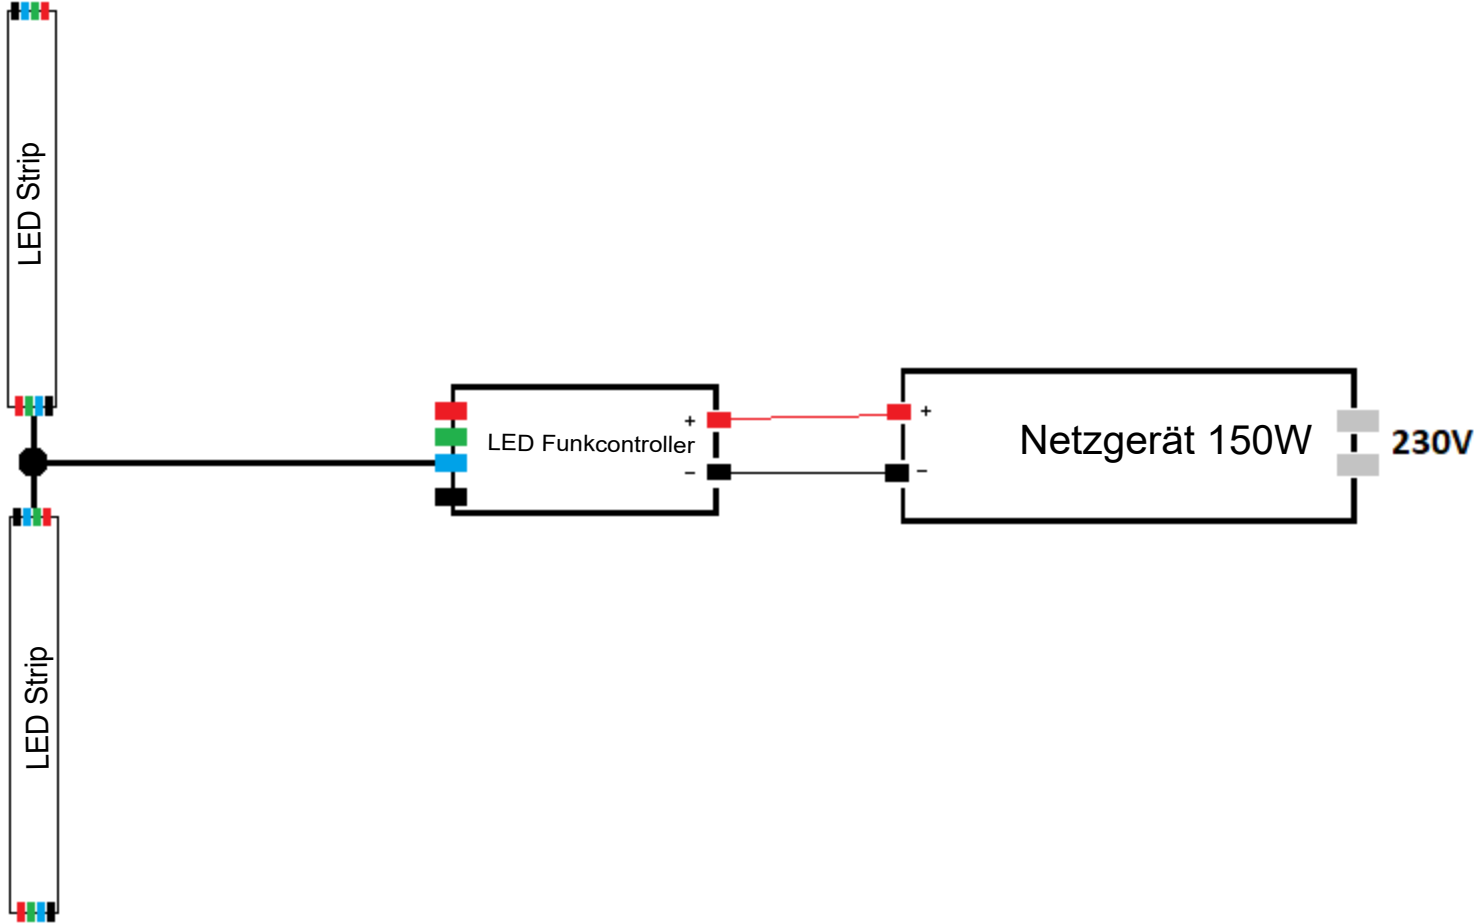 LED Strip
LED Funkcontroller
+
−
+
−
Netzgerät 150W
230V
LED Strip